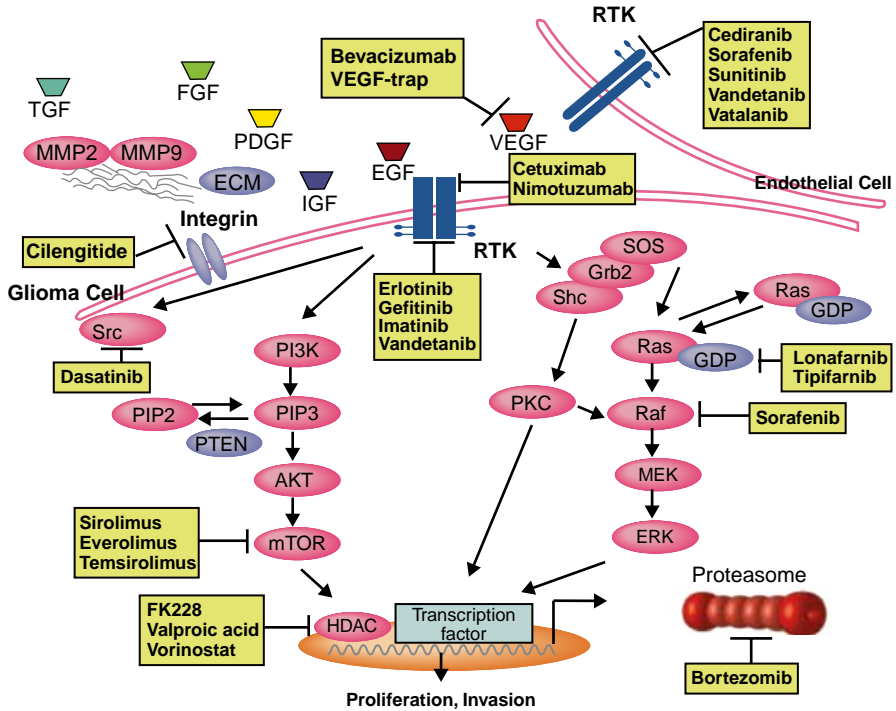 RTK
Cediranib
Sorafenib
Sunitinib
Vandetanib
Vatalanib
Bevacizumab
VEGF-trap
TGF
FGF
PDGF
VEGF
MMP2
MMP9
ECM
EGF
IGF
Cetuximab
Nimotuzumab
Endothelial Cell
Integrin
Cilengitide
RTK
SOS
Grb2
Shc
Glioma Cell
Erlotinib
Gefitinib
Imatinib
Vandetanib
Ras
GDP
Src
Dasatinib
PI3K
Ras
GDP
Lonafarnib
Tipifarnib
PIP2
PIP3
PTEN
PKC
Raf
Sorafenib
AKT
MEK
Sirolimus
Everolimus
Temsirolimus
mTOR
ERK
Proteasome
FK228
Valproic acid
Vorinostat
HDAC
Transcription
factor
Bortezomib
Proliferation, Invasion